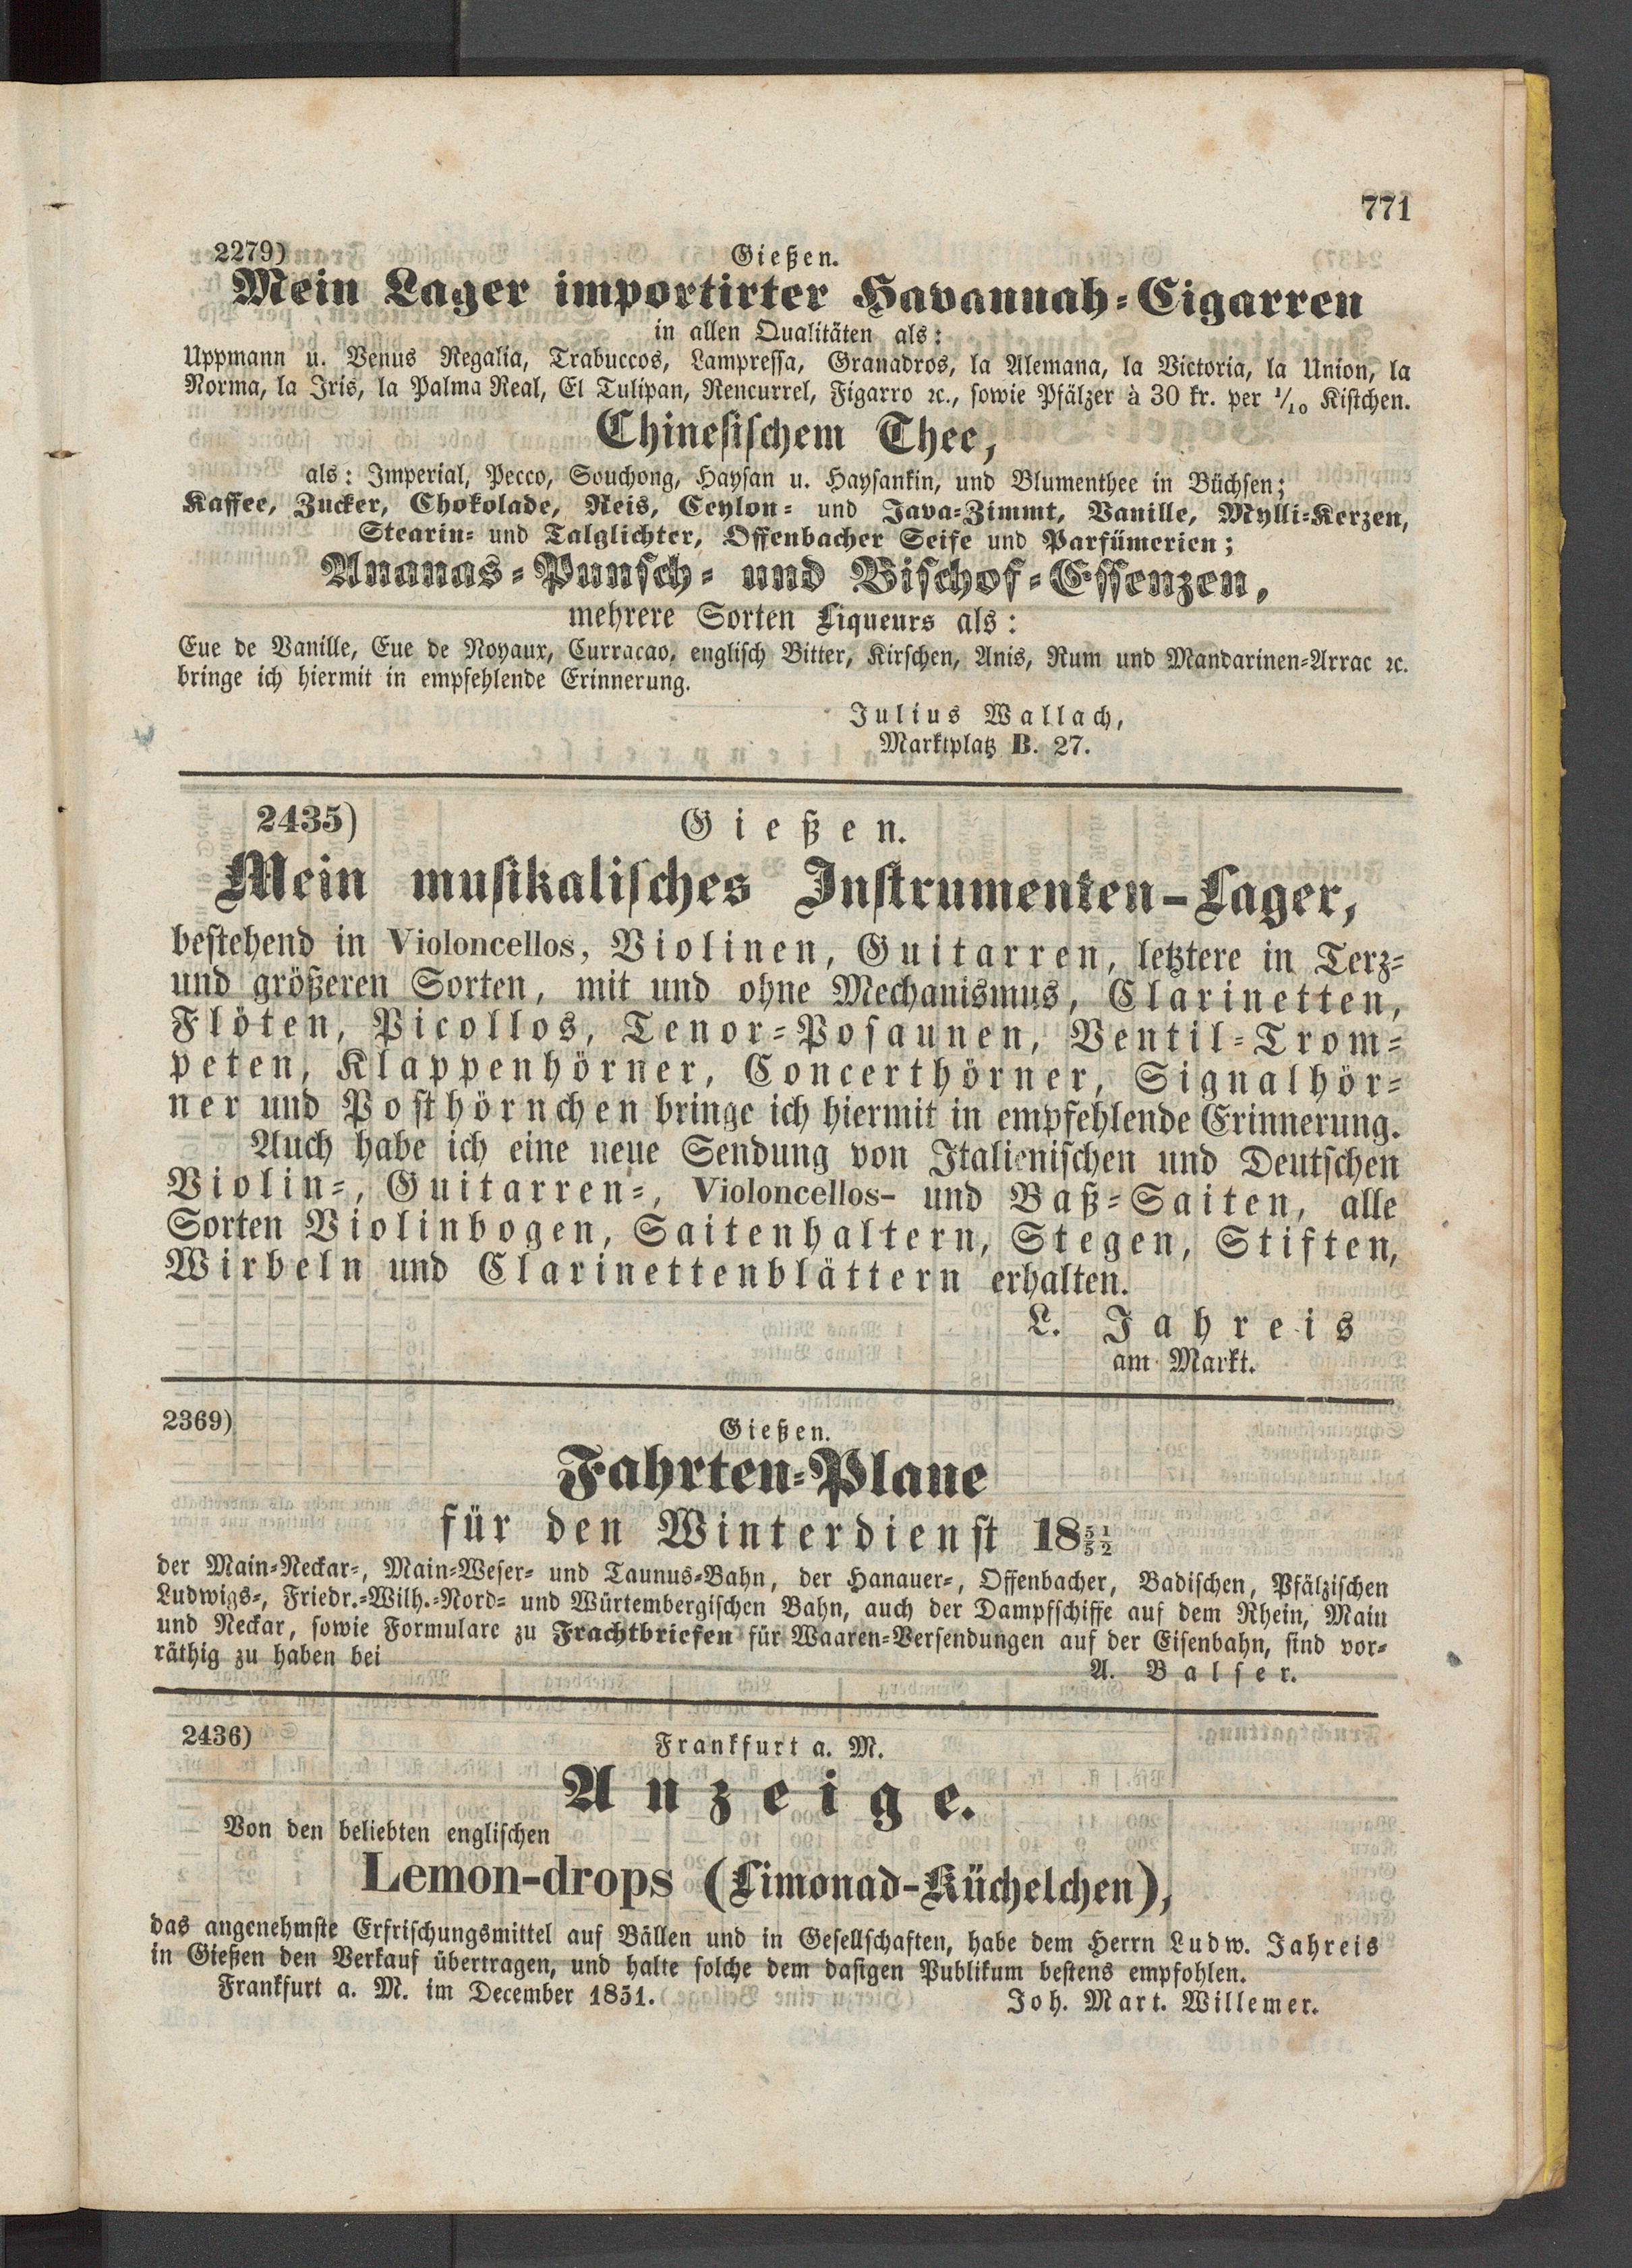 771
2279) Gießen.
Mein Lager importirter Havannah-Cigarren
in allen Qualitäten als:
Uppmann u. Venus Regalia, Trabuccos, Lampressa, Granadros, la Alemana, la Victoria, la Union, la
Norma, la Iris, la Palma Real, El Tulipan, Rencurrel, Figarro ꝛc., sowie Pfälzer à 30 kr. per 1/10 Kistchen.
Chinesischem Thee,
als: Imperial, Pecco, Souchong, Haysan u. Haysankin, und Blumenthee in Büchsen;
Kaffee, Zucker, Chokolade, Reis, Ceylon- und Java-Zimmt, Vanille, Mylli-Kerzen,
Stearin- und Talglichter, Offenbacher Seife und Parfümerien;
Ananas-Punsch- und Bischof-Essenzen,
mehrere Sorten Liqueurs als:
Eue de Vanille, Eue de Noyaux, Curracao, englisch Bitter, Kirschen, Anis, Rum und Mandarinen-Arrac ꝛc.
bringe ich hiermit in empfehlende Erinnerung.
Julius Wallach,
Marktplatz B. 27.
2435) Gießen.
Mein musikalisches Instrumenten-Lager,
bestehend in Violoncellos, Violinen, Guitarren, letztere in Terz-
und größeren Sorten, mit und ohne Mechanismus, Clarinetten,
Flöten, Picollos, Tenor-Posaunen, Ventil-Trom-
peten, Klappenhörner, Concerthörner, Signalhör-
ner und Posthörnchen bringe ich hiermit in empfehlende Erinnerung.
Auch habe ich eine neue Sendung von Italienischen und Deutschen
Violin-, Guitarren-, Violoncellos- und Baß-Saiten, alle
Sorten Violinbogen, Saitenhaltern, Stegen, Stiften,
Wirbeln und Clarinettenblättern erhalten.
L. Jahreis
am Markt.
2369) Gießen.
Fahrten-Plane
für den Winterdienst 1851/52
der Main-Neckar-, Main-Weser- und Taunus-Bahn, der Hanauer-, Offenbacher, Badischen, Pfälzischen
Ludwigs-, Friedr.-Wilh.-Nord- und Würtembergischen Bahn, auch der Dampfschiffe auf dem Rhein, Main
und Neckar, sowie Formulare zu Frachtbriefen für Waaren-Versendungen auf der Eisenbahn, sind vor-
räthig zu haben bei A. Balser.
2436) Frankfurt a. M.
Anzeige.
Von den beliebten englischen
Lemon-drops (Limonad-Küchelchen),
das angenehmste Erfrischungsmittel auf Bällen und in Gesellschaften, habe dem Herrn Ludw. Jahreis
in Gießen den Verkauf übertragen, und halte solche dem dasigen Publikum bestens empfohlen.
Frankfurt a. M. im December 1851. Joh. Mart. Willemer.